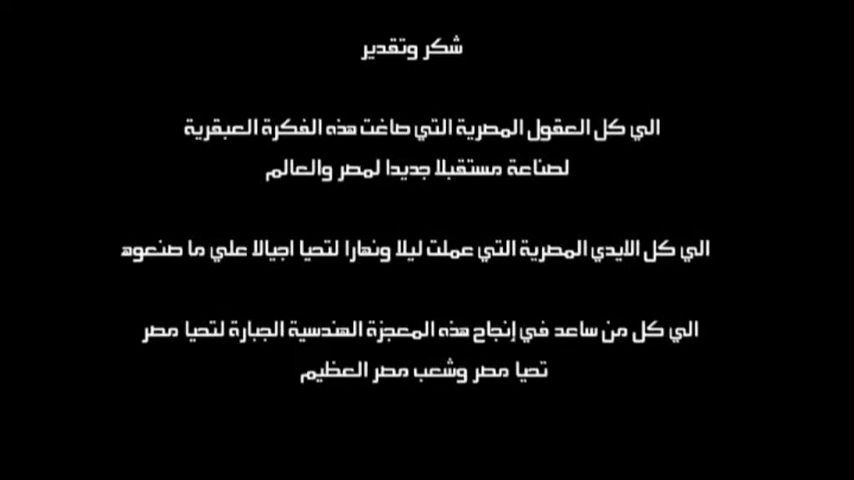 شكر وتقدير
الي كل العقول المصرية التي صاغت هذه الفكرة العبقرية
لصناعة مستقبلا جديدا لمصر والعالم
الي كل الايدي المصرية التي عملت ليلا ونهارا لتحيا اجيالا علي ما صنعوه
الي كل من ساعد في إنجاح هذه المعجزة الهندسية الجبارة لتحيا مصر
تحيا مصر وشعب مصر العظيم